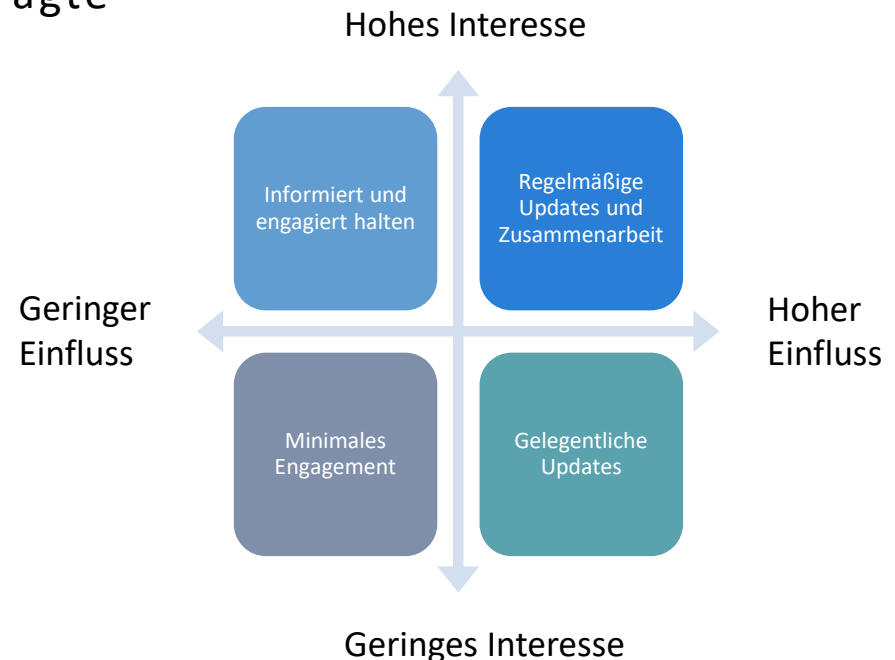 Hohes Interesse
Informiert und
engagiert halten
Regelmäßige
Updates und
Zusammenarbeit
Geringer
Einfluss
Hoher
Einfluss
Minimales
Engagement
Gelegentliche
Updates
Geringes Interesse